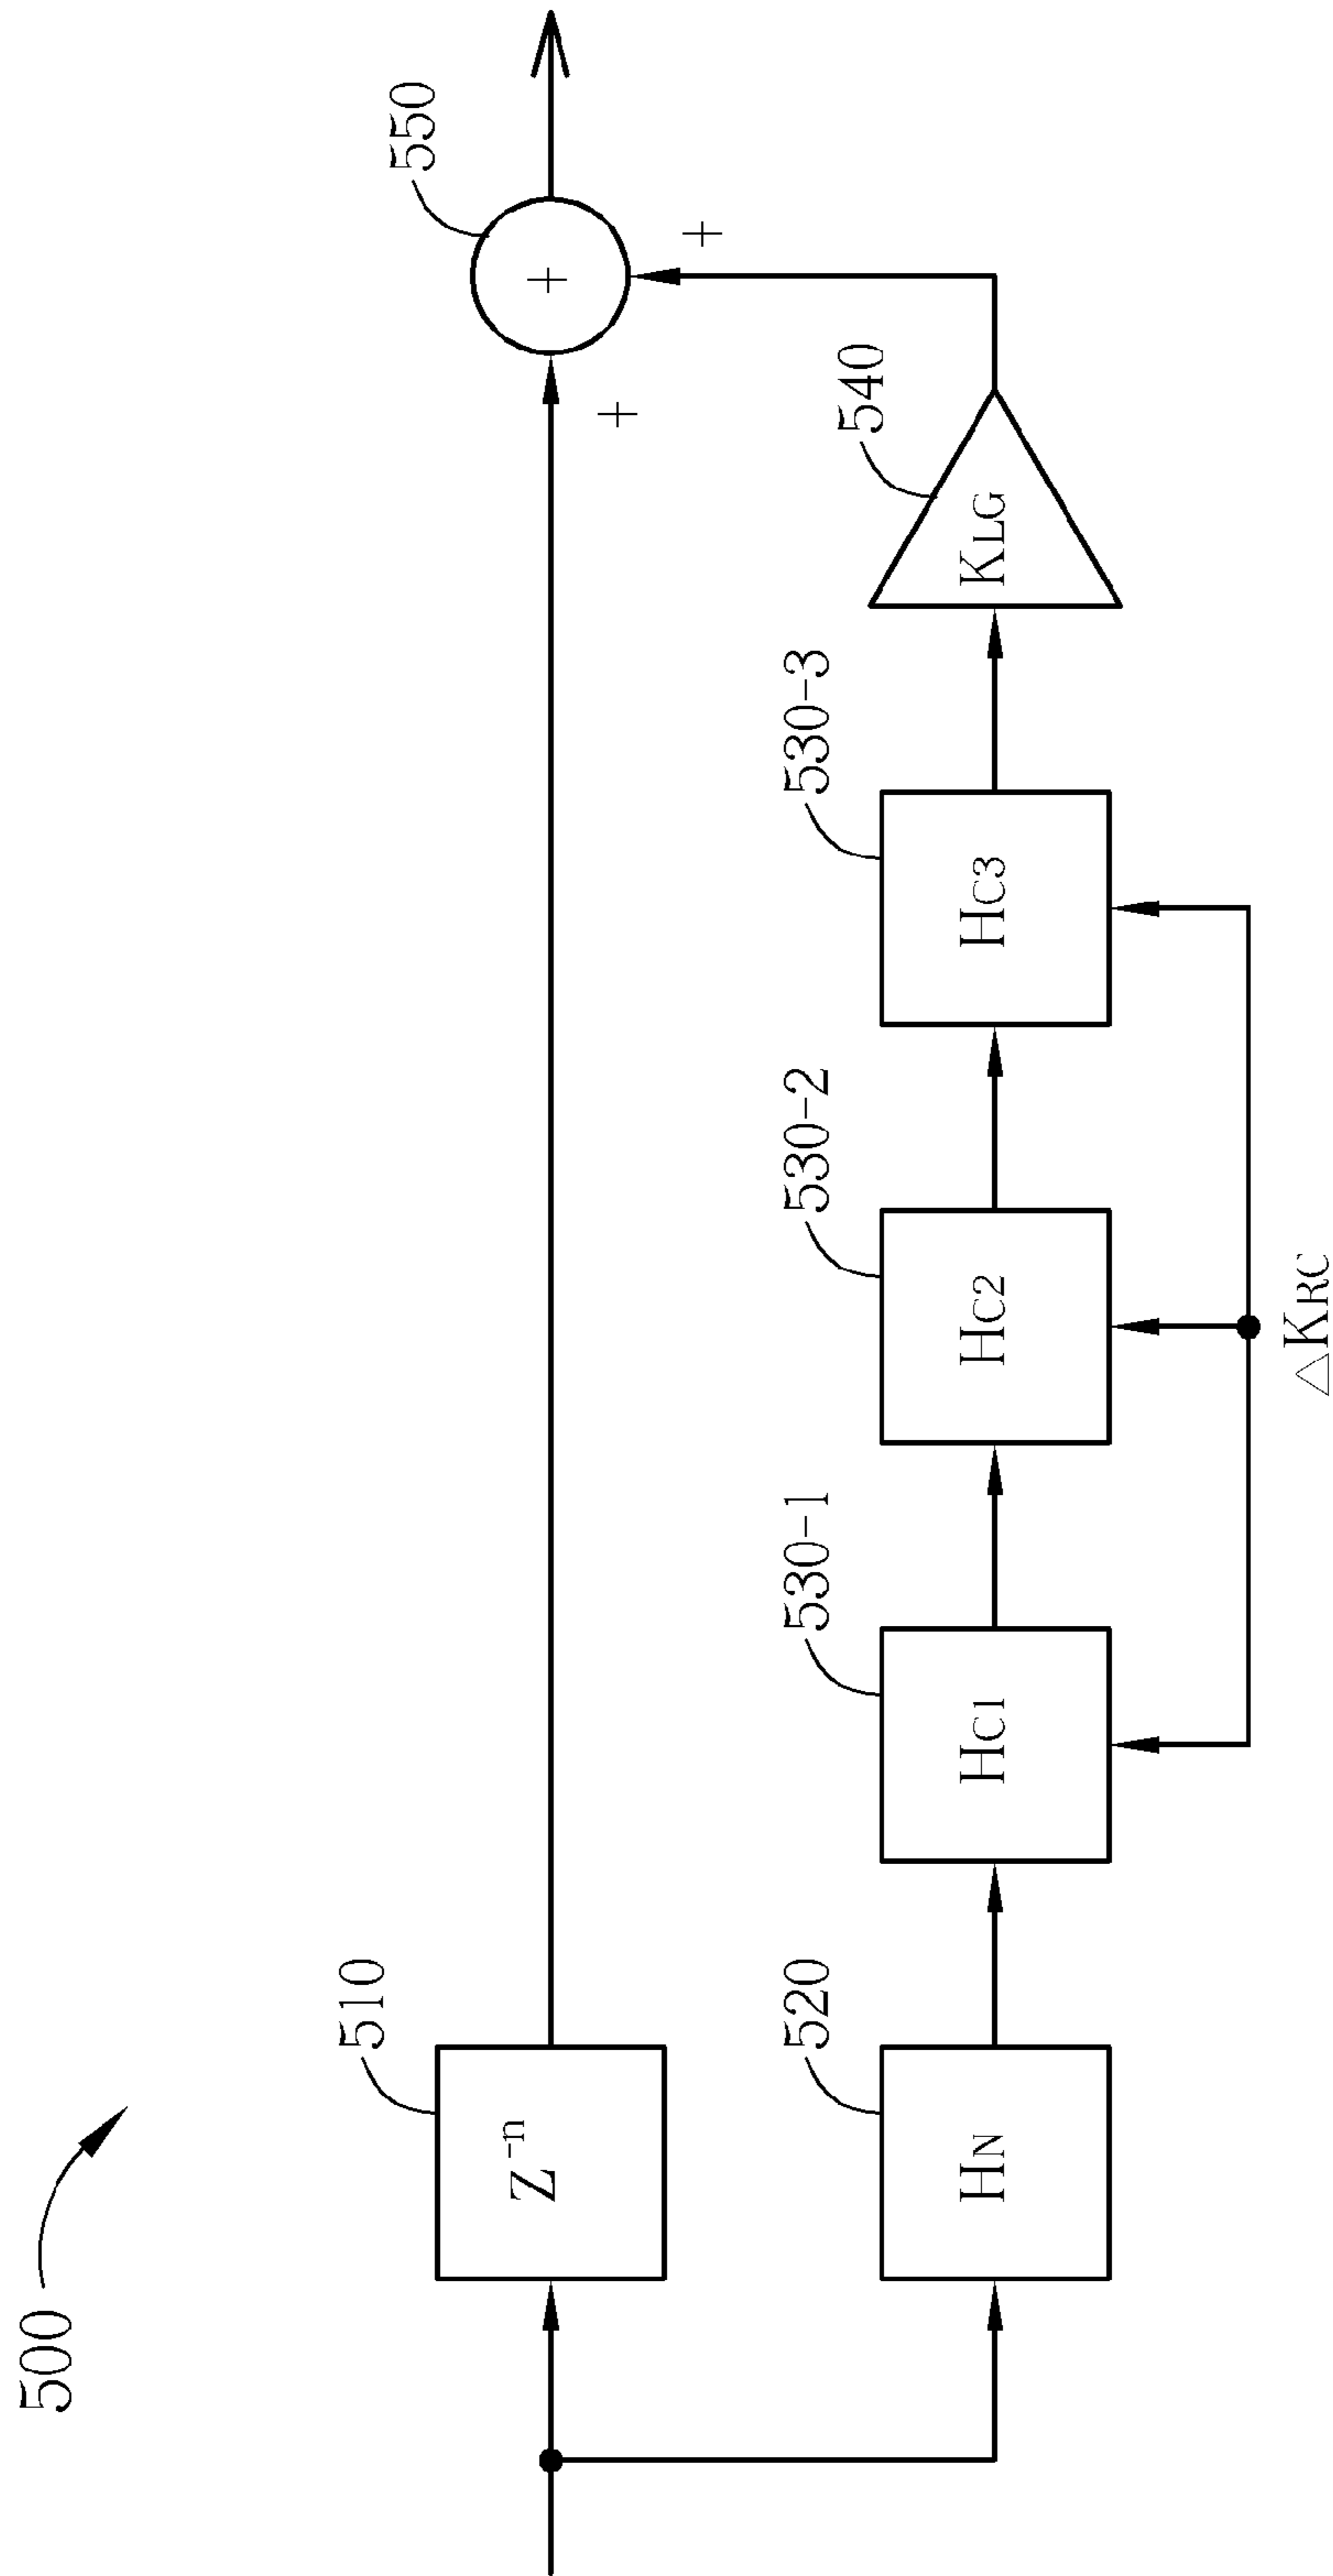 500
510
Z⁻ⁿ
+
+
550
+
520
HN
530-1
HC1
530-2
HC2
530-3
HC3
540
KLG
△KRC